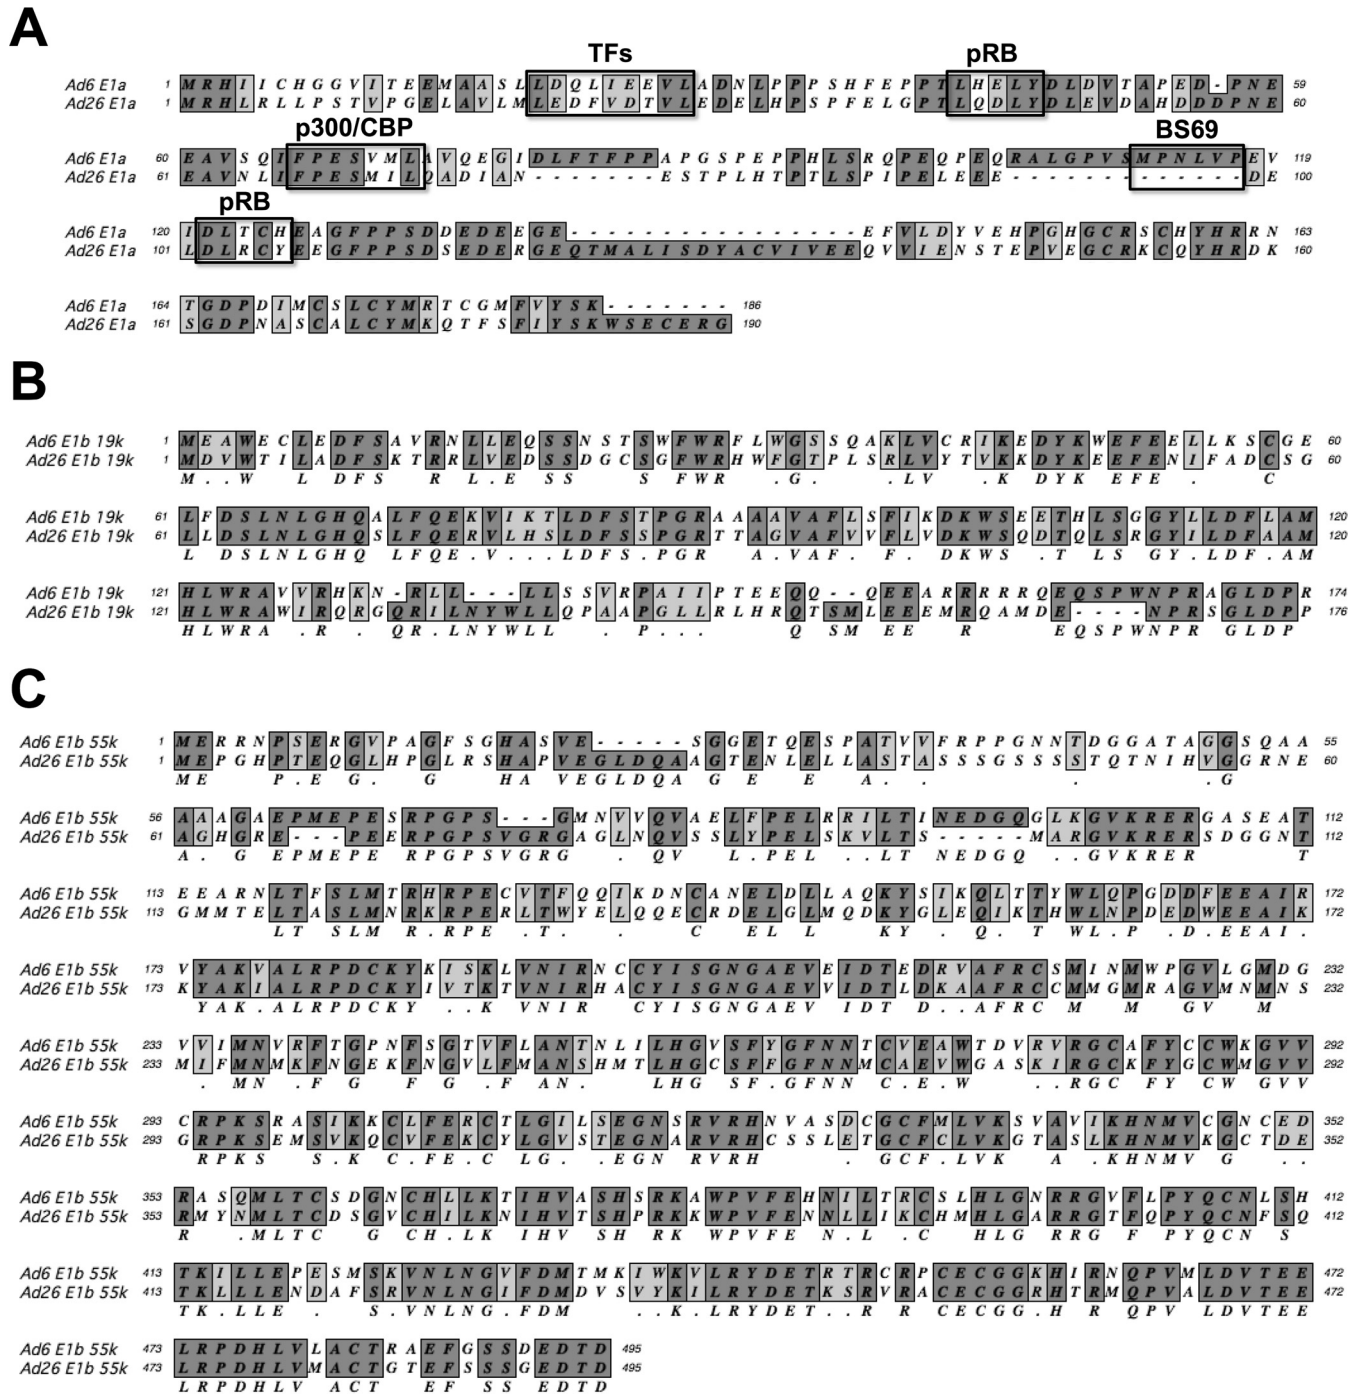 A
TFs pRB
Ad6 E1a 1 MRHIICHGGVITEEMAASLLDQLIEEVLADNLPPPSHFEPPTLHELYDLDVTAPED-PNE 59
Ad26 E1a 1 MRHLRLLPSTVPGELAVLMLEDFVDTVLEDELHPSPFELGPTLQDLYDLEVDAHDDDPNE 60
p300/CBP BS69
Ad6 E1a 60 EAVSQIFPESVMLAVQEGIDLFTFPPAPGSPEPPHLSRQPEQPEQRALGPVSMPNLVPEV 119
Ad26 E1a 61 EAVNLIFPESMILQADIAN-------ESTPLHTPTLSPIPELEEE-------------DE 100
pRB
Ad6 E1a 120 IDLTCHEAGFPPSDDEDEEGE----------------EFVLDYVEHPGHGCRSCHYHRRN 163
Ad26 E1a 101 LDLRCYEEGFPPSDSEDERGEQTMALISDYACVIVEEQVVIENSTEPVEGCRKCQYHRDK 160
Ad6 E1a 164 TGDPDIMCSLCYMRTCGMFVYSK------- 186
Ad26 E1a 161 SGDPNASCALCYMKQTFSFIYSKWSECERG 190
B
Ad6 E1b 19k 1 MEAWECLEDFSAVRNLLEQSSNSTSWFWRFLWGSSQAKLVCRIKEDYKWEFEELLKSCGE 60
Ad26 E1b 19k 1 MDVWTILADFSKTRRLVEDSSDGCSGFWRHWFGTPLSRLVYTVKKDYKEEFENIFADCSG 60
M..W L DFS R L.E SS S FWR .G. .LV .K DYK EFE . C
Ad6 E1b 19k 61 LFDSLNLGHQALFQEKVIKTLDFSTPGRAAAAVAFLSFIKDKWSEETHLSGGYLLDFLAM 120
Ad26 E1b 19k 61 LLDSLNLGHQSLFQERVLHSLDFSSPGRTTAGVAFVVFLVDKWSQDTQLSRGYILDFAAM 120
L DSLNLGHQ LFQE.V...LDFS.PGR A.VAF. F. DKWS .T LS GY.LDF.AM
Ad6 E1b 19k 121 HLWRAVVRHKN-RLL---LLSSVRPAIIPTEEQQ--QEEARRRRRQEQSPWNPRAGLDPR 174
Ad26 E1b 19k 121 HLWRAWIRQRGQRILNYWLLQPAAPGLLRLHRQTSMLEEEMRQAMDE----NPRSGLDPP 176
HLWRA .R . QR.LNYWLL . P... Q SM EE R EQSPWNPR GLDP
C
Ad6 E1b 55k 1 MERRNPSERGVPAGFSGHASVE-----SGGETQESPATVVFRPPGNNTDGGATAGGSQAA 55
Ad26 E1b 55k 1 MEPGHPTEQGLHPGLRSHAPVEGLDQAAGTENLELLASTASSSGSSSSTQTNIHVGGRNE 60
ME P.E G. G HA VEGLDQA G E E A. . . .G
Ad6 E1b 55k 56 AAAGAEPMEPESRPGPS---GMNVVQVAELFPELRRILTINEDGQGLKGVKRERGASEAT 112
Ad26 E1b 55k 61 AGHGRE---PEERPGPSVGRGAGLNQVSSLYPELSKVLTS-----MARGVKRERSDGGNT 112
A. G EPMEPE RPGPSVGRG . QV L.PEL ..LT NEDGQ ..GVKRER T
Ad6 E1b 55k 113 EEARNLTFSLMTRHRPECVTFQQIKDNCANELDLLAQKYSIKQLTTYWLQPGDDFEEAIR 172
Ad26 E1b 55k 113 GMMTELTASLMNRKRPERLTWYELQQECRDELGLMQDKYGLEQIKTHWLNPDEDWEEAIK 172
LT SLM R.RPE .T. . C EL L KY .Q. T WL.P .D.EEAI.
Ad6 E1b 55k 173 VYAKVALRPDCKYKISKLVNIRNCCYISGNGAEVEIDTEDRVAFRCSMINMWPGVLGMDG 232
Ad26 E1b 55k 173 KYAKIALRPDCKYIVTKTVNIRHACYISGNGAEVVIDTLDKAAFRCCMMGMRAGVMNMNS 232
YAK.ALRPDCKY ..K VNIR CYISGNGAEV IDT D..AFRC M M GV M
Ad6 E1b 55k 233 VVIMNVRFTGPNFSGTVFLANTNLILHGVSFYGFNNTCVEAWTDVRVRGCAFYCCWKGVV 292
Ad26 E1b 55k 233 MIFMNMKFNGEKFNGVLFMANSHMTLHGCSFFGFNNMCAEVWGASKIRGCKFYGCWMGVV 292
. MN .F G F G .F AN. LHG SF.GFNN C.E.W ..RGC FY CW GVV
Ad6 E1b 55k 293 CRPKSRASIKKCLFERCTLGILSEGNSRVRHNVASDCGCFMLVKSVAVIKHNMVCGNCED 352
Ad26 E1b 55k 293 GRPKSEMSVKQCVFEKCYLGVSTEGNARVRHCSSLETGCFCLVKGTASLKHNMVKGCTDE 352
RPKS S.K C.FE.C LG. .EGN RVRH . GCF.LVK A .KHNMV G ..
Ad6 E1b 55k 353 RASQMLTCSDGNCHLLKTIHVASHSRKAWPVFEHNILTRCSLHLGNRRGVFLPYQCNLSH 412
Ad26 E1b 55k 353 RMYNMLTCDSGVCHILKNIHVTSHPRKKWPVFENNLLIKCHMHLGARRGTFQPYQCNFSQ 412
R .MLTC G CH.LK IHV SH RK WPVFE N.L .C HLG RRG F PYQCN S
Ad6 E1b 55k 413 TKILLEPESMSKVNLNGVFDMTMKIWKVLRYDETRTRCRPCECGGKHIRNQPVMLDVTEE 472
Ad26 E1b 55k 413 TKLLLENDAFSRVNLNGIFDMDVSVYKILRYDETKSRVRACECGGRHTRMQPVALDVTEE 472
TK.LLE . S.VNLNG.FDM ..K.LRYDET..R R CECGG.H R QPV LDVTEE
Ad6 E1b 55k 473 LRPDHLVLACTRAEFGSSDEDTD 495
Ad26 E1b 55k 473 LRPDHLVMACTGTEFSSSGEDTD 495
LRPDHLV ACT EF SS EDTD